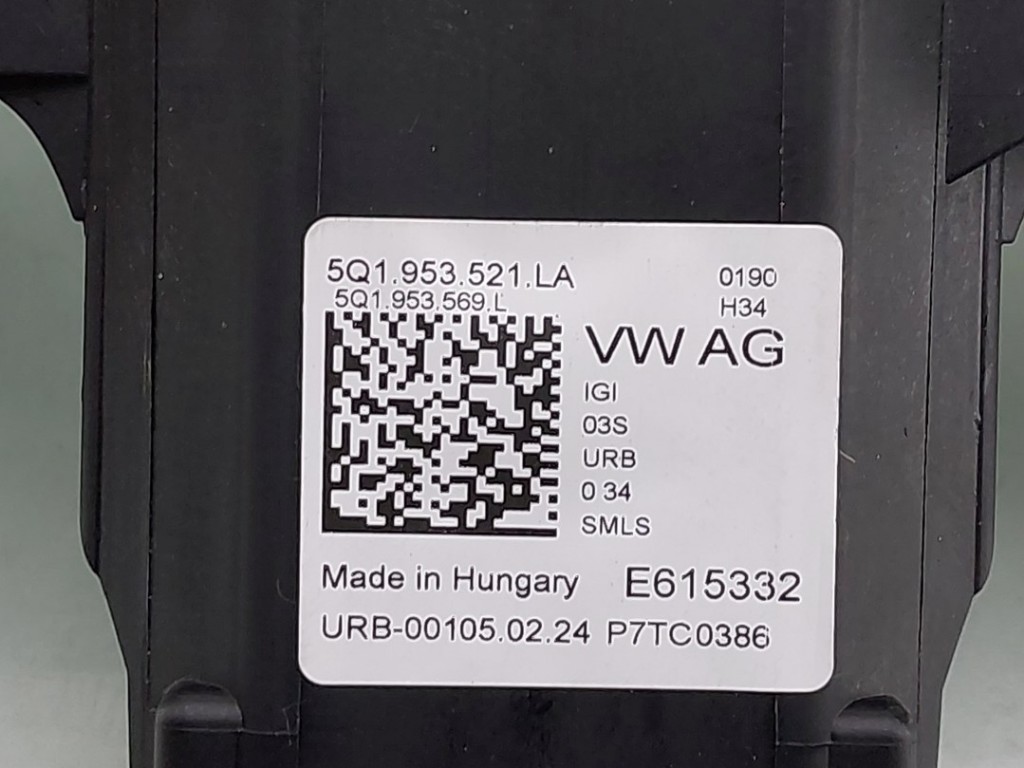 5Q1.953.521.LA
0190
5Q1.953.569.L
H34
VW AG
IGI
03S
URB
0 34
SMLS
Made in Hungary E615332
URB-00105.02.24 P7TC0386